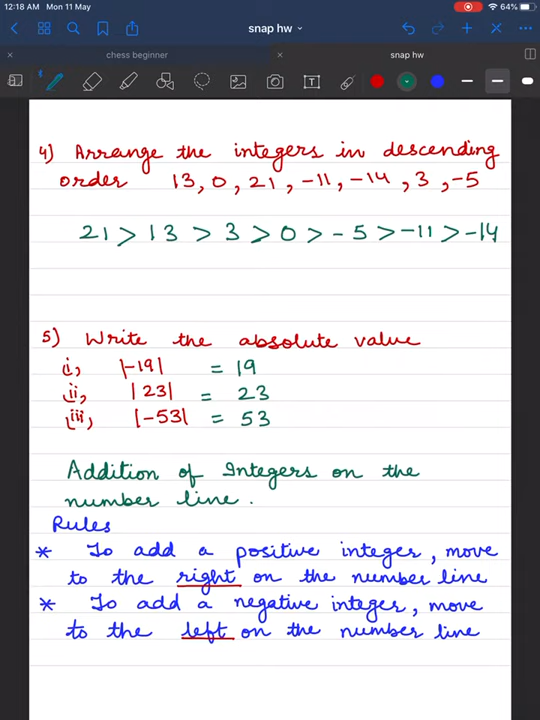 12:18 AM Mon 11 May
64%
snap hw
chess beginner
snap hw
4) Arrange the integers in descending
order 13, 0, 21, -11, -14, 3, -5
21 > 13 > 3 > 0 > -5 > -11 > -14
5) Write the absolute value
i, |-19| = 19
ii, |23| = 23
iii, |-53| = 53
Addition of Integers on the
number line.
Rules
* To add a positive integer, move
to the right on the number line
* To add a negative integer, move
to the left on the number line